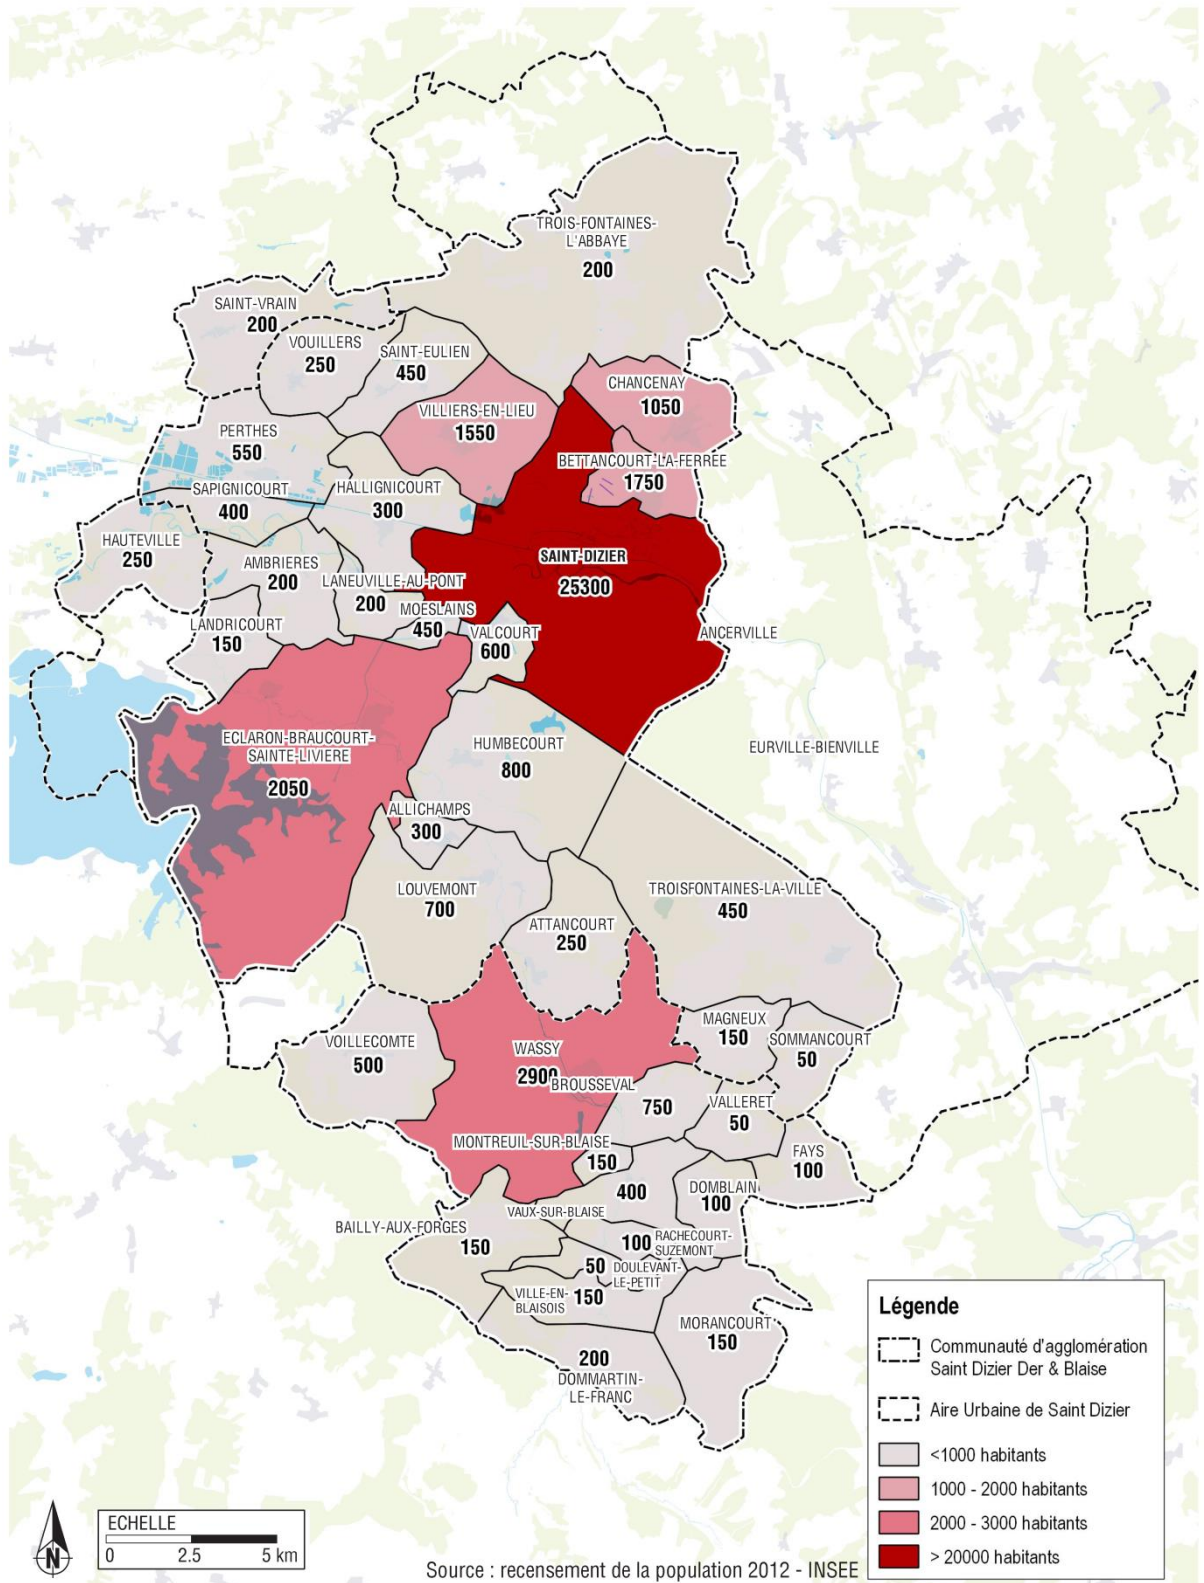 TROIS-FONTAINES-
L'ABBAYE
200
SAINT-VRAIN
200
VOUILLERS
250
SAINT-EULIEN
450
CHANCENAY
1050
VILLIERS-EN-LIEU
1550
PERTHES
550
BETTANCOURT-LA-FERREE
1750
SAPIGNICOURT
400
HALLIGNICOURT
300
HAUTEVILLE
250
AMBRIERES
200
SAINT-DIZIER
25300
LANEUVILLE-AU-PONT
200
MOESLAINS
450
LANDRICOURT
150
VALCOURT
600
ANCERVILLE
ECLARON-BRAUCOURT-
SAINTE-LIVIERE
2050
HUMBECOURT
800
EURVILLE-BIENVILLE
ALLICHAMPS
300
LOUVEMONT
700
TROISFONTAINES-LA-VILLE
450
ATTANCOURT
250
MAGNEUX
150
VOILLECOMTE
500
WASSY
2900
SOMMANCOURT
50
BROUSSEVAL
750
VALLERET
50
MONTREUIL-SUR-BLAISE
150
FAYS
100
400
DOMBLAIN
100
VAUX-SUR-BLAISE
BAILLY-AUX-FORGES
150
100
RACHECOURT-
SUZEMONT
50
DOULEVANT-
LE-PETIT
VILLE-EN-
BLAISOIS
150
MORANCOURT
150
200
DOMMARTIN-
LE-FRANC
Légende
Communauté d'agglomération
Saint Dizier Der & Blaise
Aire Urbaine de Saint Dizier
<1000 habitants
1000 - 2000 habitants
2000 - 3000 habitants
> 20000 habitants
N
ECHELLE
0 2.5 5 km
Source : recensement de la population 2012 - INSEE